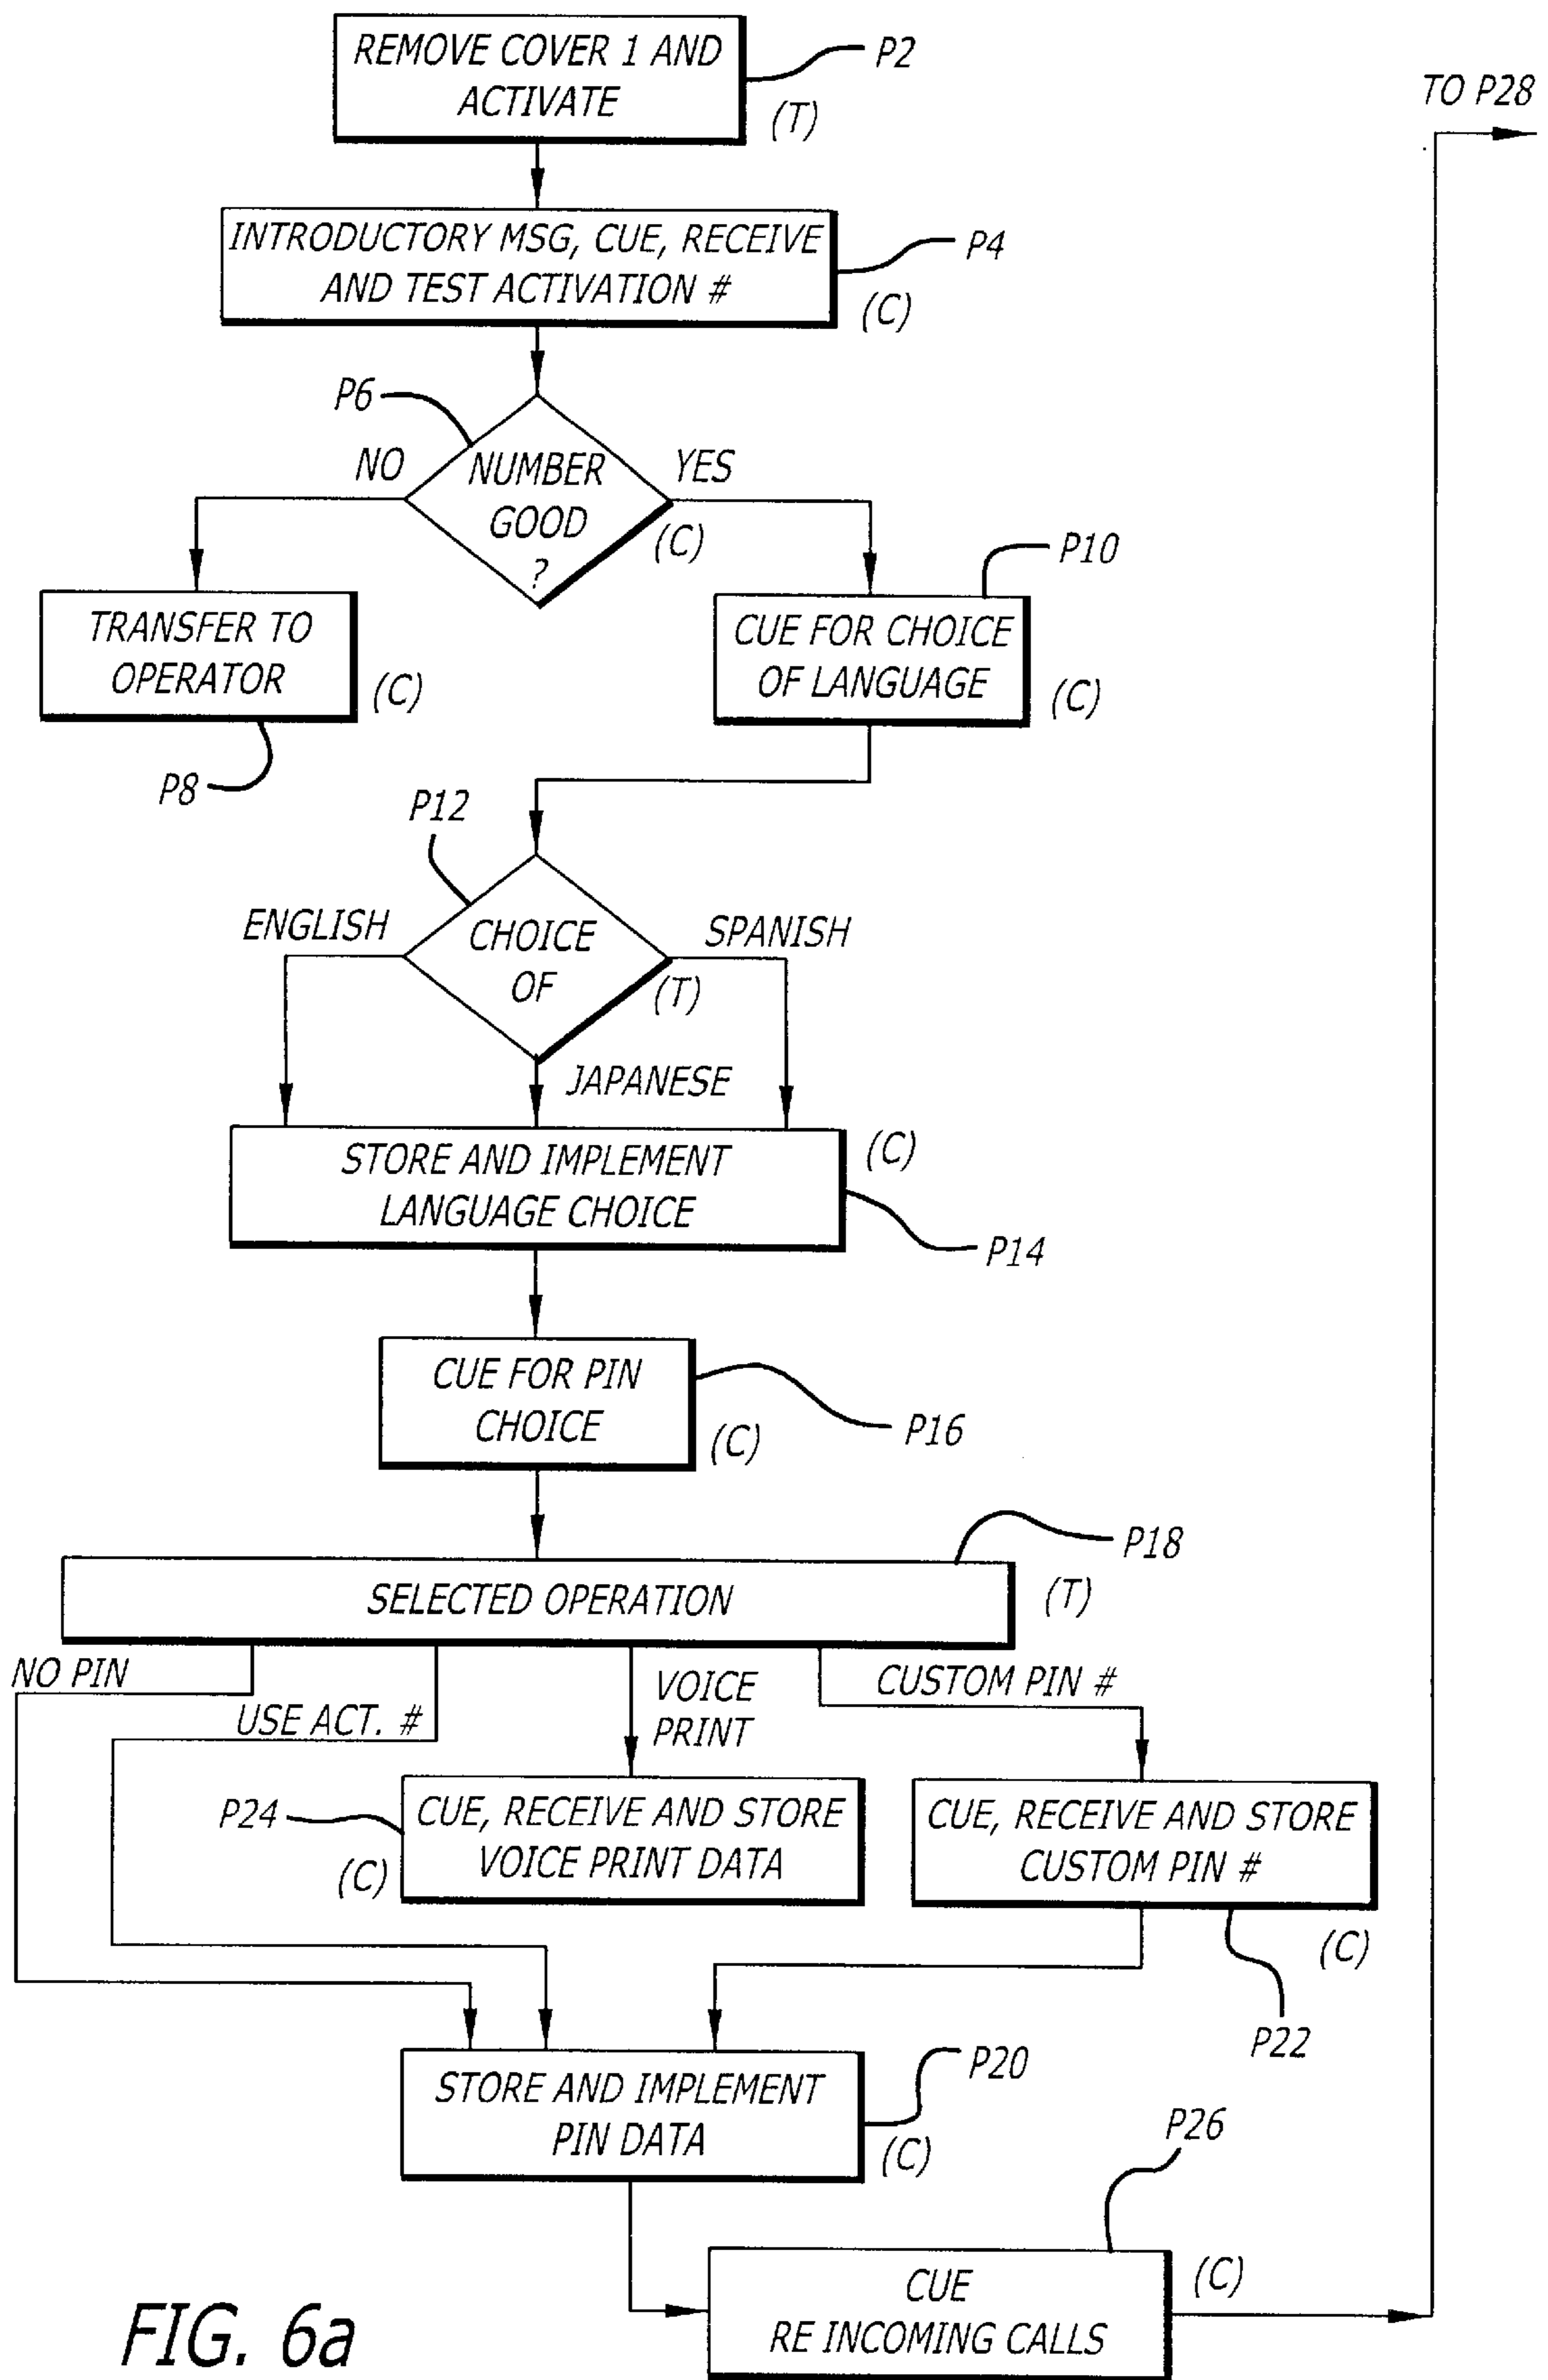 REMOVE COVER 1 AND
ACTIVATE
P2
(T)
TO P28
INTRODUCTORY MSG, CUE, RECEIVE
AND TEST ACTIVATION #
P4
(C)
P6
NO
NUMBER
GOOD
?
YES
(C)
P10
TRANSFER TO
OPERATOR
(C)
P8
CUE FOR CHOICE
OF LANGUAGE
(C)
P12
ENGLISH
CHOICE
OF
SPANISH
(T)
JAPANESE
STORE AND IMPLEMENT
LANGUAGE CHOICE
(C)
P14
CUE FOR PIN
CHOICE
(C)
P16
P18
SELECTED OPERATION
(T)
NO PIN
USE ACT. #
VOICE
PRINT
CUSTOM PIN #
P24
CUE, RECEIVE AND STORE
VOICE PRINT DATA
(C)
CUE, RECEIVE AND STORE
CUSTOM PIN #
(C)
P22
STORE AND IMPLEMENT
PIN DATA
P20
(C)
P26
CUE
RE INCOMING CALLS
(C)
FIG. 6a